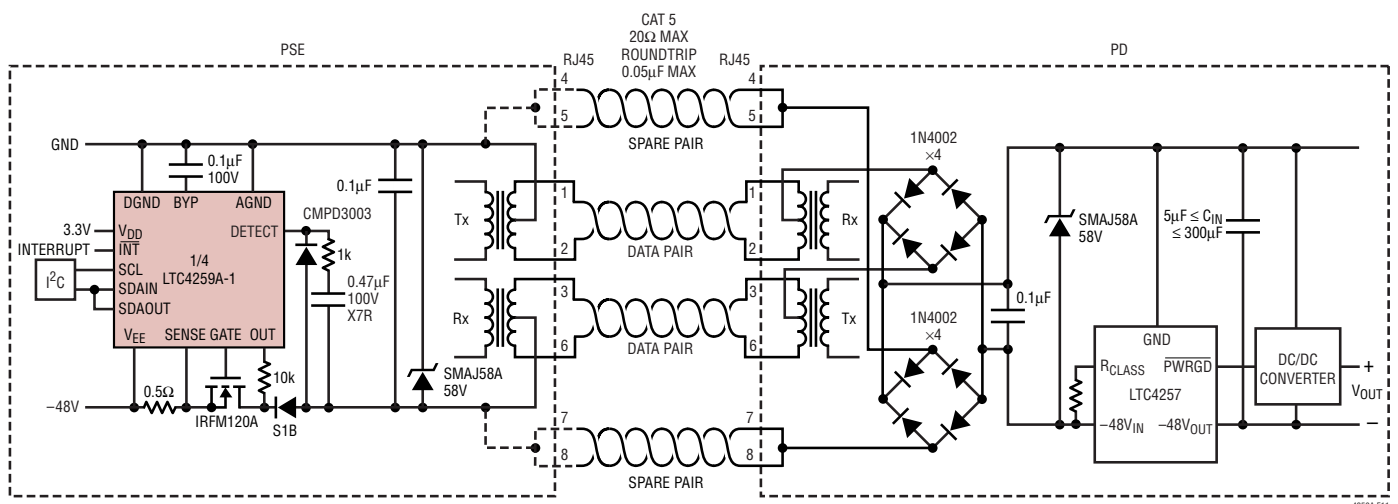 CAT 5
20Ω MAX
ROUNDTRIP
0.05µF MAX
PSE
PD
RJ45
RJ45
4
5
4
5
SPARE PAIR
GND
0.1µF
100V
0.1µF
DGND BYP AGND
CMPD3003
3.3V
VDD
DETECT
INTERRUPT
INT
1/4
LTC4259A-1
I2C
SCL
SDAIN
SDAOUT
1k
0.47µF
100V
X7R
VEE SENSE GATE OUT
10k
–48V
0.5Ω
IRFM120A
S1B
SMAJ58A
58V
Tx
1
2
DATA PAIR
1
2
Rx
Rx
3
6
DATA PAIR
3
6
Tx
7
8
SPARE PAIR
7
8
1N4002
×4
1N4002
×4
0.1µF
SMAJ58A
58V
5µF ≤ CIN
≤ 300µF
GND
RCLASS
PWRGD
LTC4257
–48VIN
–48VOUT
DC/DC
CONVERTER
+
VOUT
–